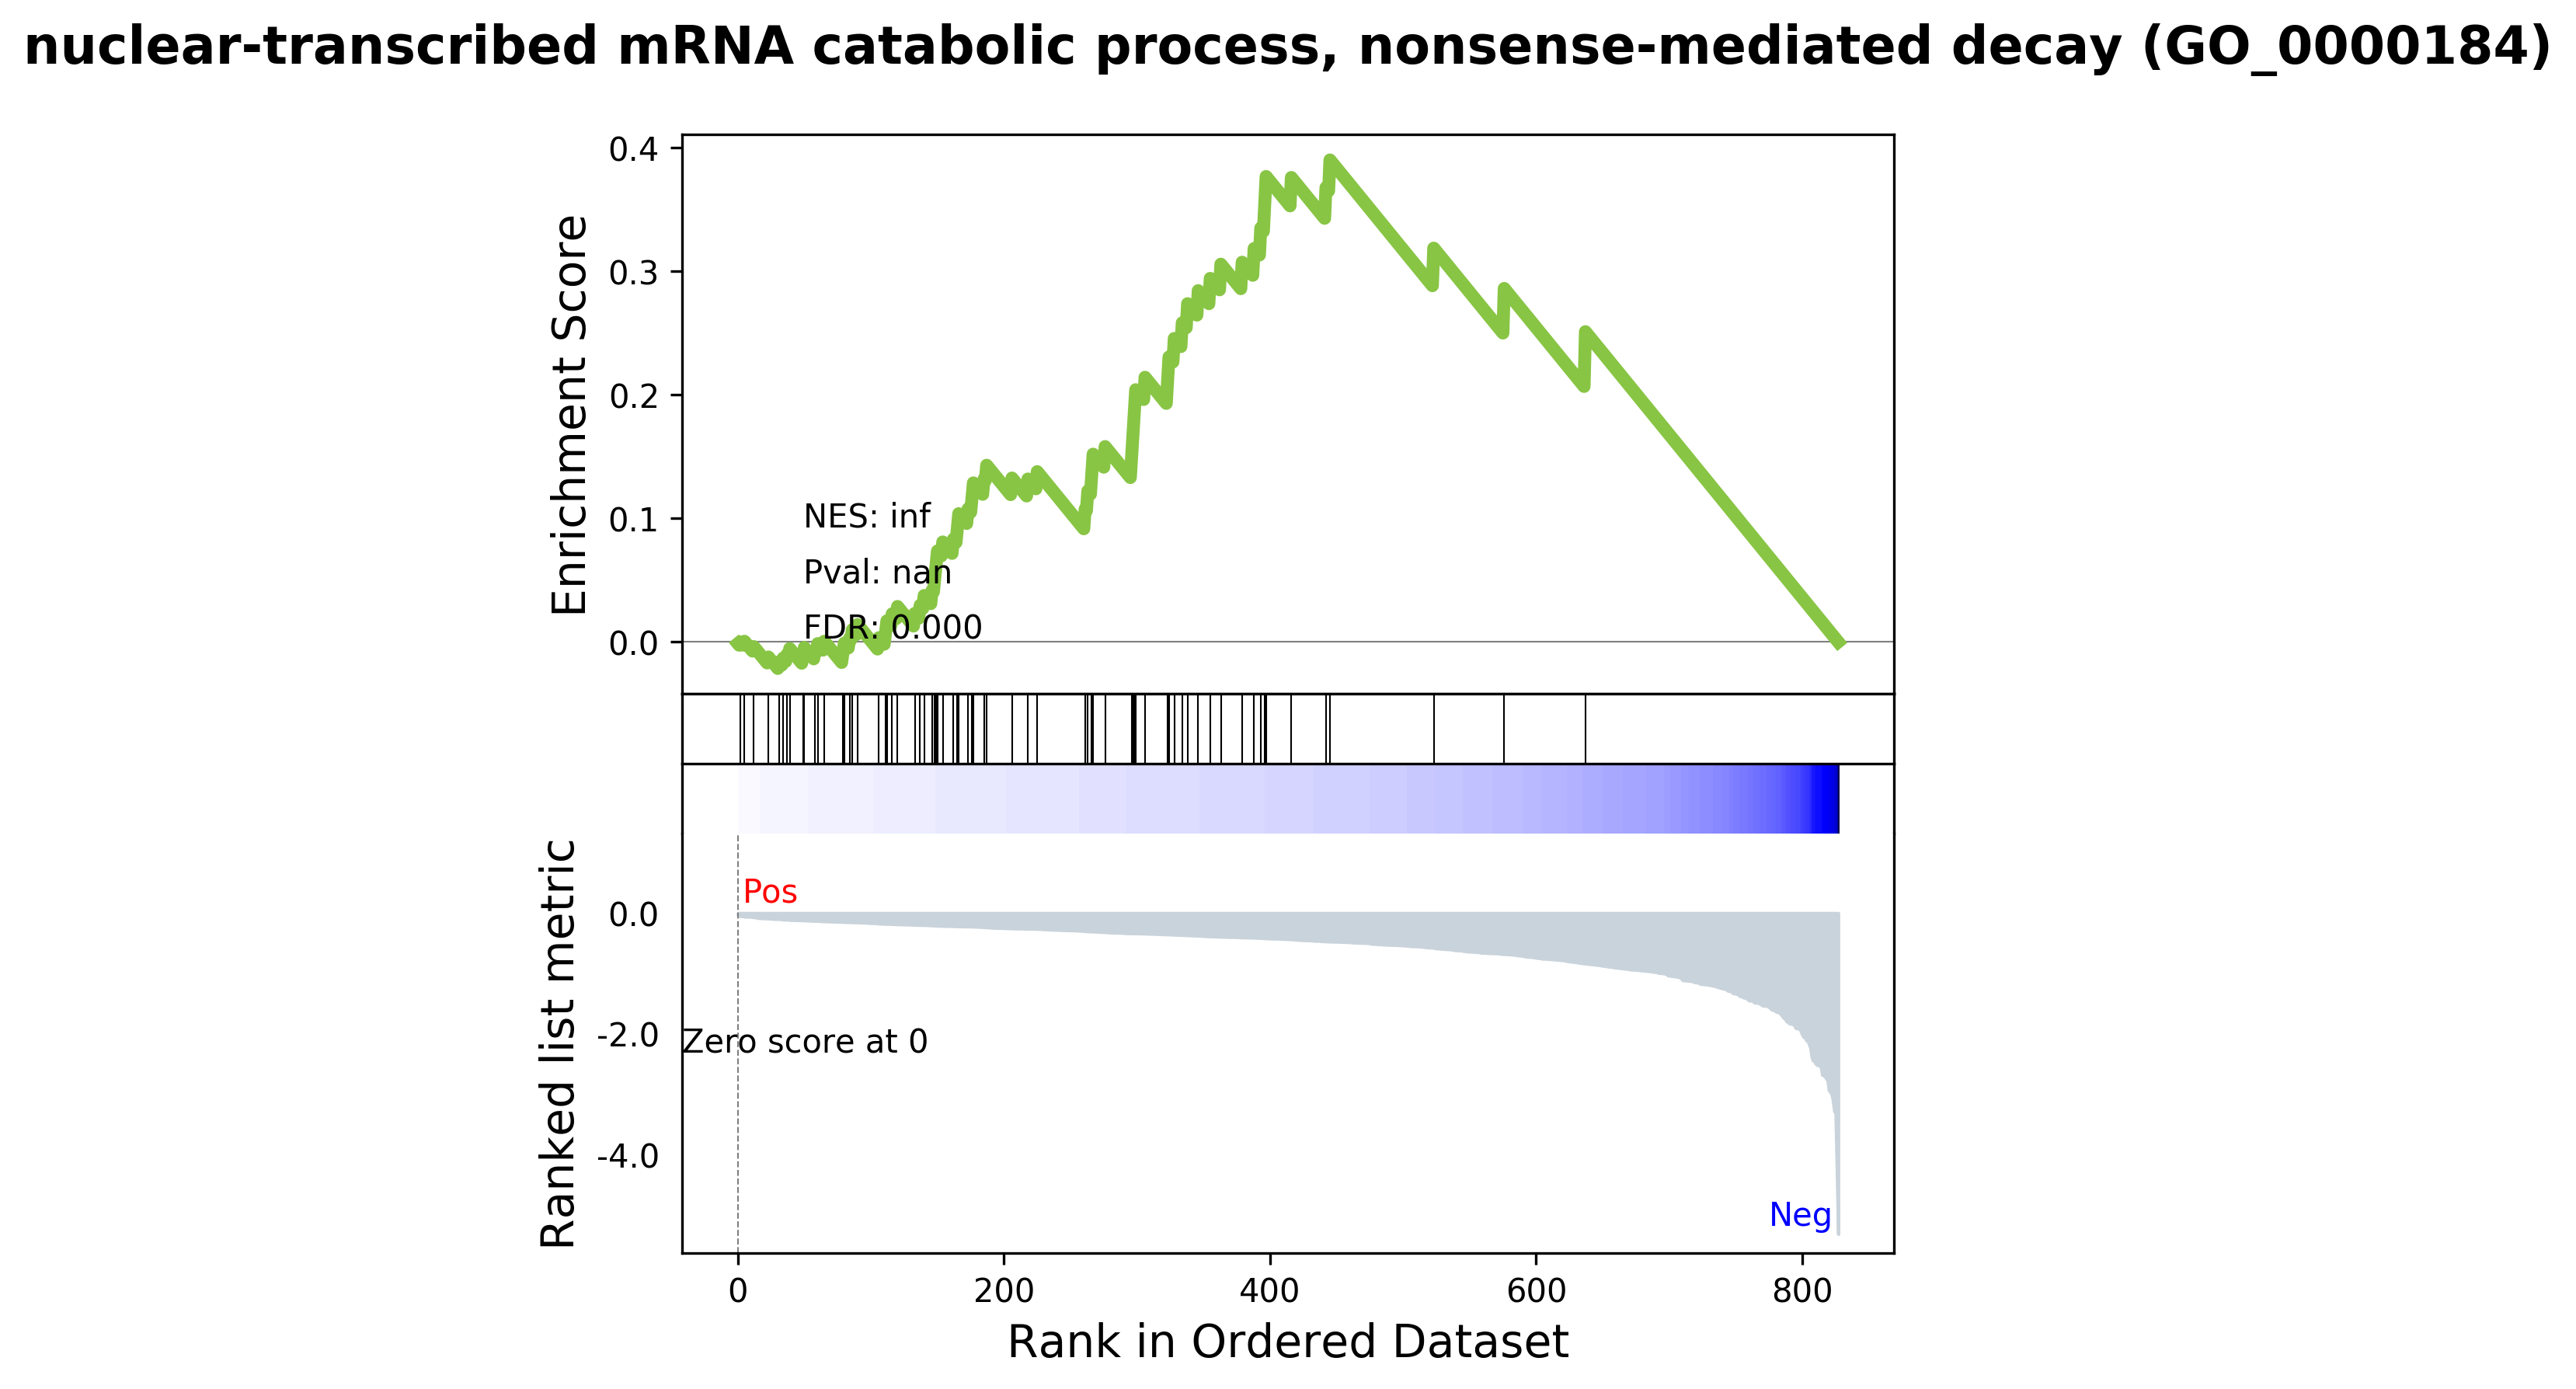 nuclear-transcribed mRNA catabolic process, nonsense-mediated decay (GO_0000184)
Enrichment Score
0.4
0.3
0.2
0.1
0.0
NES: inf
Pval: nan
FDR: 0.000
Ranked list metric
0.0
-2.0
-4.0
Pos
Zero score at 0
Neg
0 200 400 600 800
Rank in Ordered Dataset